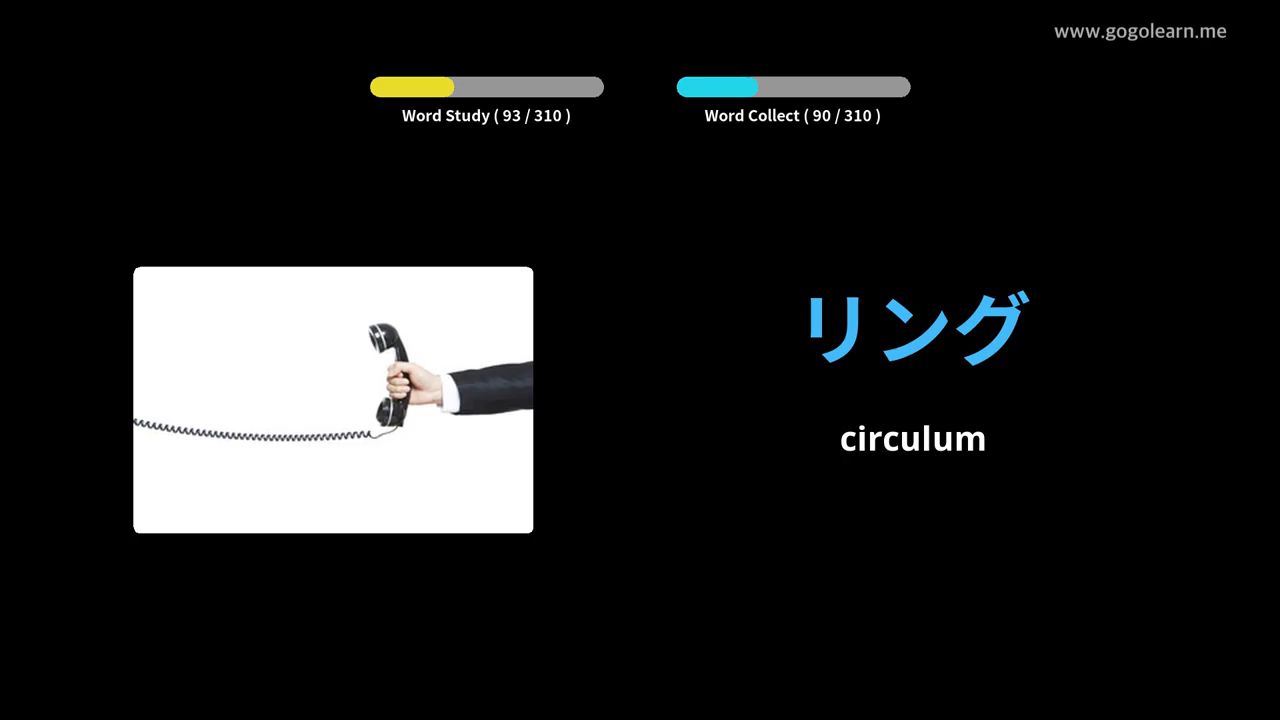 www.gogolearn.me
Word Study ( 93 / 310 )
Word Collect ( 90 / 310 )
リング
circulum